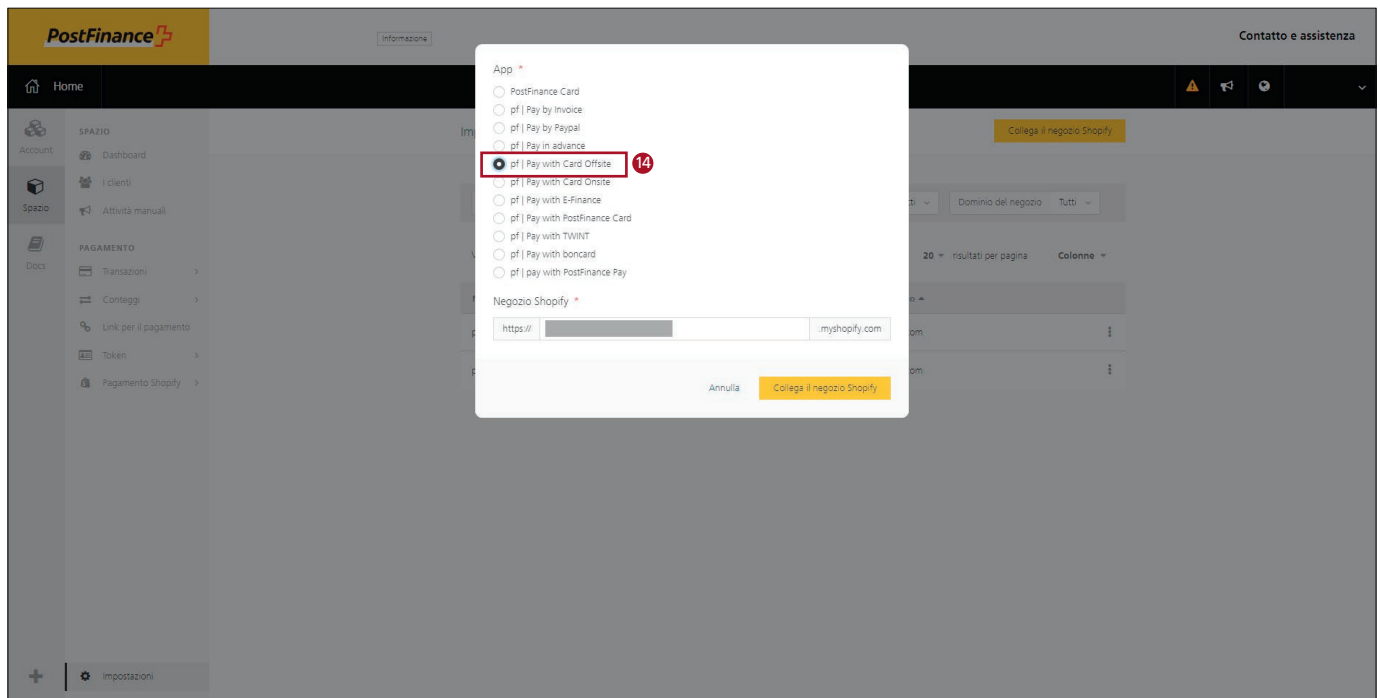 PostFinance
Informazione
Contatto e assistenza
Home
Account
Spazio
Docs
SPAZIO
Dashboard
I clienti
Attività manuali
PAGAMENTO
Transazioni
Conteggi
Link per il pagamento
Token
Pagamento Shopify
Impostazioni
Collega il negozio Shopify
Dominio del negozio Tutti
20 risultati per pagina Colonne
App *
PostFinance Card
pf | Pay by Invoice
pf | Pay by Paypal
pf | Pay in advance
pf | Pay with Card Offsite
14
pf | Pay with Card Onsite
pf | Pay with E-Finance
pf | Pay with PostFinance Card
pf | Pay with TWINT
pf | Pay with boncard
pf | pay with PostFinance Pay
Negozio Shopify *
https:// .myshopify.com
Annulla Collega il negozio Shopify